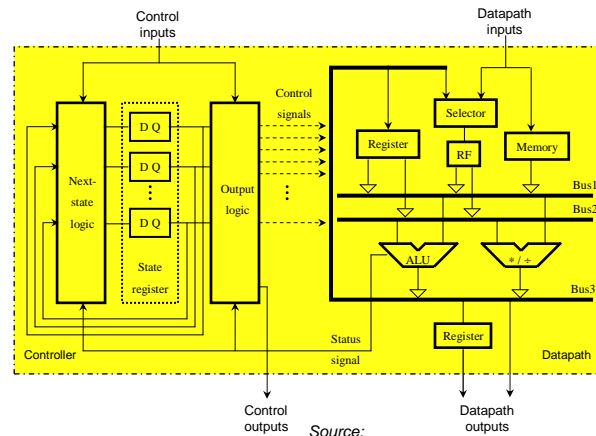 Control
inputs
Datapath
inputs
Control
signals
Selector
D Q
Register
RF
Memory
D Q
Next-
state
logic
Output
logic
Bus1
Bus2
D Q
ALU
* / ÷
State
register
Bus3
Status
signal
Register
Controller
Datapath
Control
outputs
Datapath
outputs
Source: